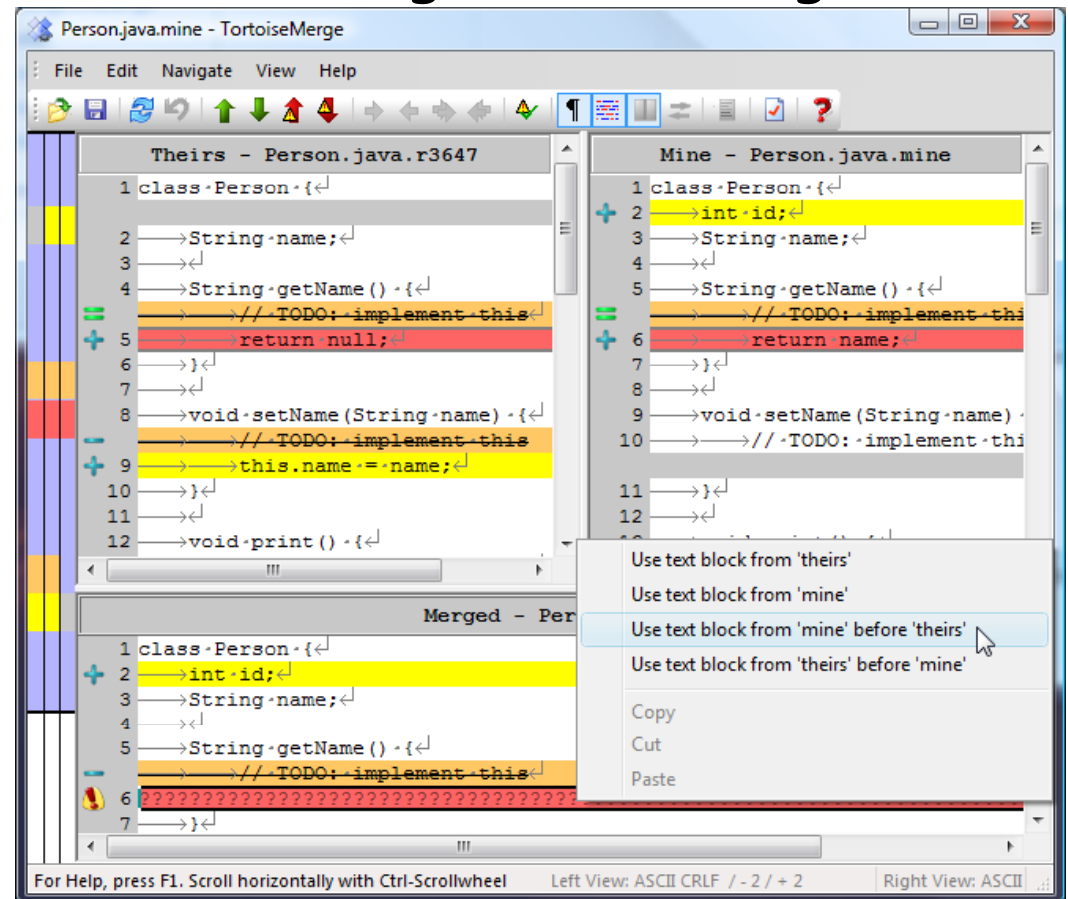 Person.java.mine - TortoiseMerge
File Edit Navigate View Help
Theirs - Person.java.r3647
1 class·Person·{↵
2 ⟶String·name;↵
3 ⟶↵
4 ⟶String·getName()·{↵
⟶⟶//·TODO:·implement·this↵
5 ⟶⟶return·null;↵
6 ⟶}↵
7 ⟶↵
8 ⟶void·setName(String·name)·{↵
⟶⟶//·TODO:·implement·this
9 ⟶⟶this.name·=·name;↵
10 ⟶}↵
11 ⟶↵
12 ⟶void·print()·{↵
Mine - Person.java.mine
1 class·Person·{↵
2 ⟶int·id;↵
3 ⟶String·name;↵
4 ⟶↵
5 ⟶String·getName()·{↵
⟶⟶//·TODO:·implement·thi
6 ⟶⟶return·name;↵
7 ⟶}↵
8 ⟶↵
9 ⟶void·setName(String·name)·
10 ⟶⟶//·TODO:·implement·thi
11 ⟶}↵
12 ⟶↵
Use text block from 'theirs'
Use text block from 'mine'
Use text block from 'mine' before 'theirs'
Use text block from 'theirs' before 'mine'
Copy
Cut
Paste
Merged - Per
1 class·Person·{↵
2 ⟶int·id;↵
3 ⟶String·name;↵
4 ⟶↵
5 ⟶String·getName()·{↵
⟶⟶//·TODO:·implement·this↵
6 ????????????????????????????????????
7 ⟶}↵
For Help, press F1. Scroll horizontally with Ctrl-Scrollwheel Left View: ASCII CRLF / - 2 / + 2 Right View: ASCII